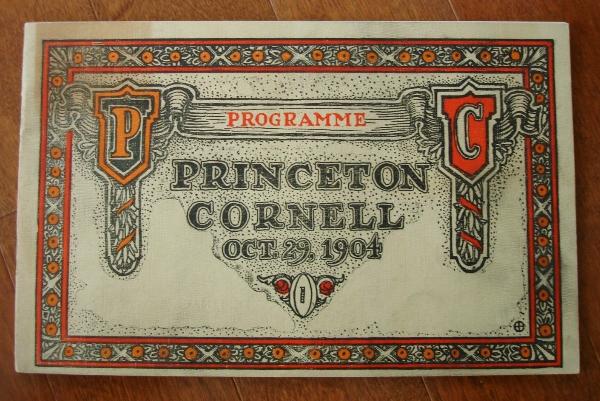 PROGRAMME
P
C
PRINCETON
CORNELL
OCT. 29, 1904